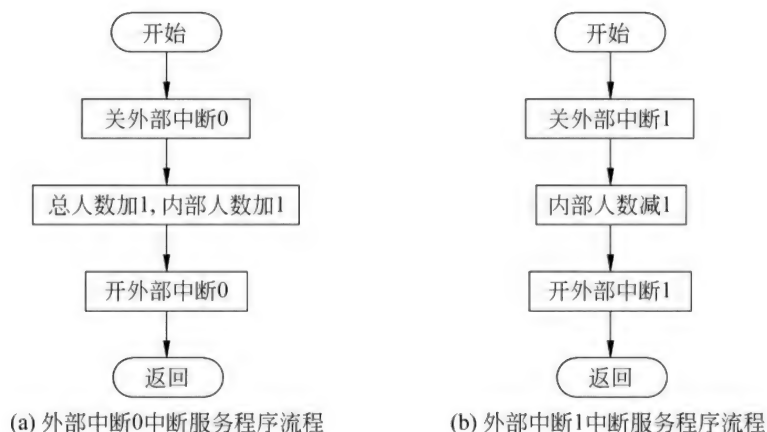 开始
关外部中断0
总人数加1, 内部人数加1
开外部中断0
返回
(a) 外部中断0中断服务程序流程
开始
关外部中断1
内部人数减1
开外部中断1
返回
(b) 外部中断1中断服务程序流程